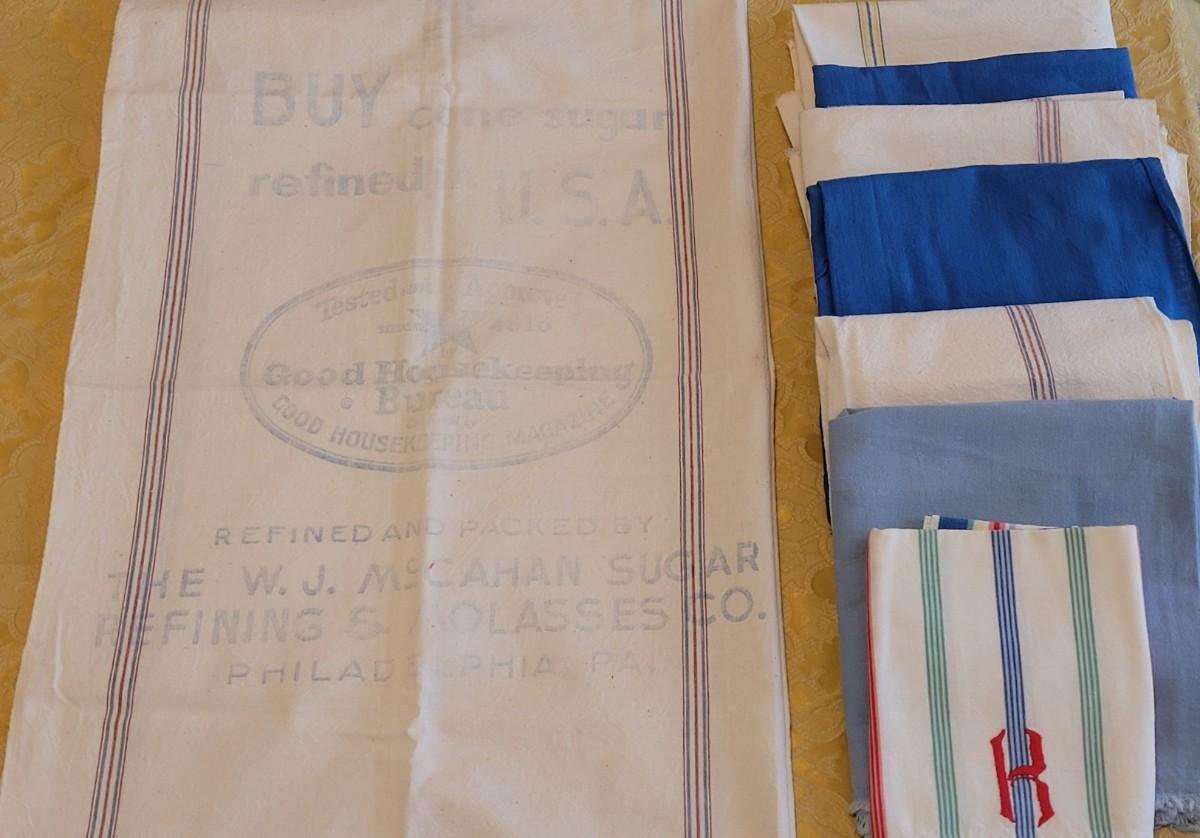 BUY cane sugar
refined in U.S.A.
Tested and Approved
4616
Good Housekeeping
Bureau
GOOD HOUSEKEEPING MAGAZINE
REFINED AND PACKED BY
THE W. J. McCAHAN SUGAR
REFINING & MOLASSES CO.
PHILADELPHIA, PA.
K